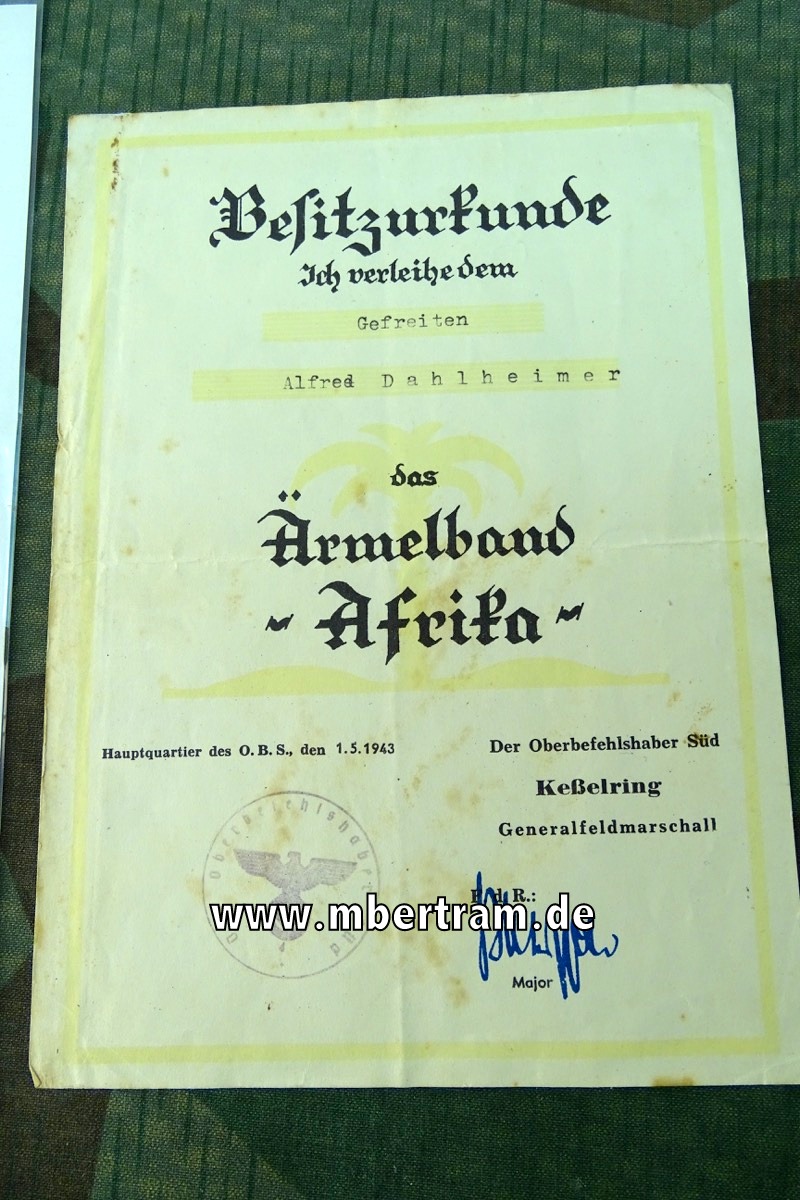 Besitzurkunde
Ich verleihe dem
Gefreiten
Alfred Dahlheimer
das
Ärmelband
- Afrika -
Hauptquartier des O. B. S., den 1.5.1943
Der Oberbefehlshaber Süd
Keßelring
Generalfeldmarschall
F. d. R.:
www.mbertram.de
Major